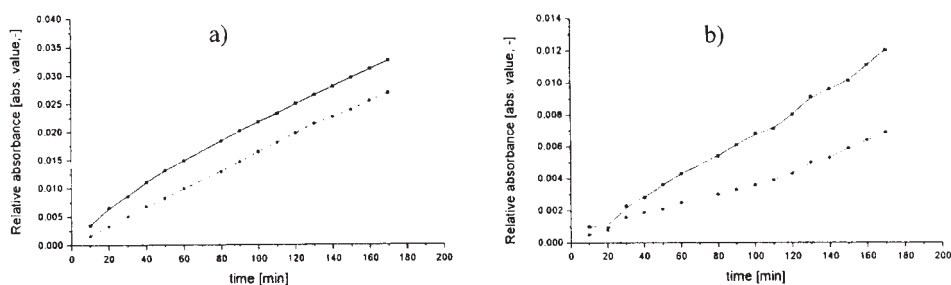 a)
Relative absorbance [abs. value,-]
0.040
0.035
0.030
0.025
0.020
0.015
0.010
0.005
0.000
0 20 40 60 80 100 120 140 160 180 200
time [min]
b)
Relative absorbance [abs. value, -]
0.014
0.012
0.010
0.008
0.006
0.004
0.002
0.000
0 20 40 60 80 100 120 140 160 180 200
time [min]